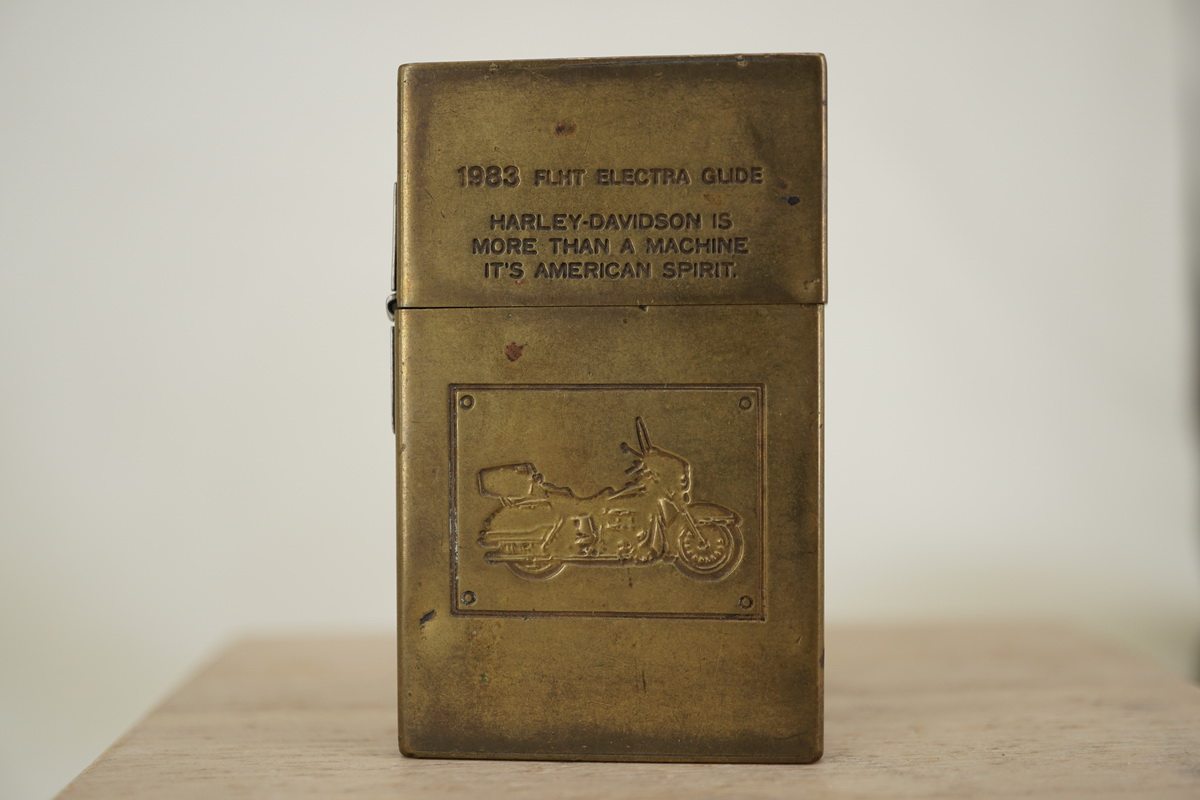 1983 FLHT ELECTRA GLIDE
HARLEY-DAVIDSON IS
MORE THAN A MACHINE
IT'S AMERICAN SPIRIT.